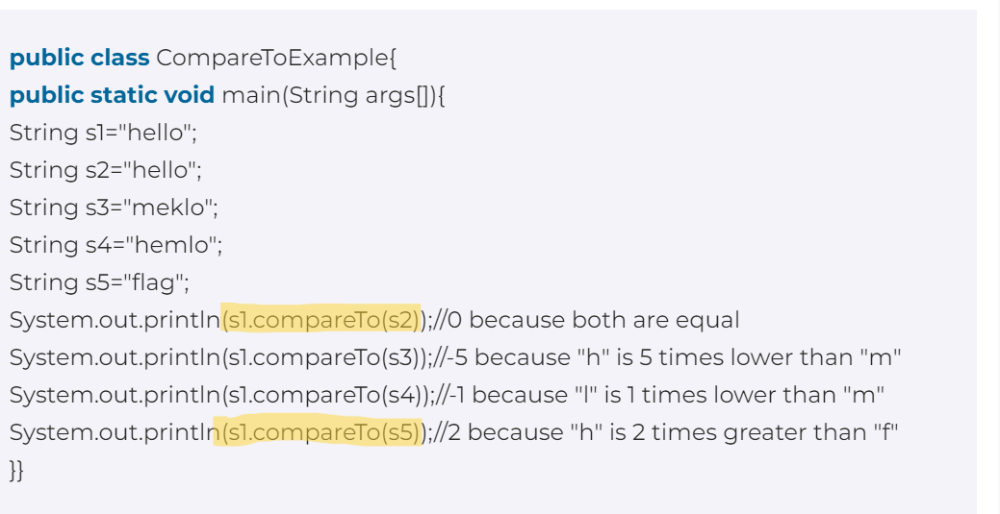 public class CompareToExample{
public static void main(String args[]){
String s1="hello";
String s2="hello";
String s3="meklo";
String s4="hemlo";
String s5="flag";
System.out.println(s1.compareTo(s2));//0 because both are equal
System.out.println(s1.compareTo(s3));//-5 because "h" is 5 times lower than "m"
System.out.println(s1.compareTo(s4));//-1 because "l" is 1 times lower than "m"
System.out.println(s1.compareTo(s5));//2 because "h" is 2 times greater than "f"
}}